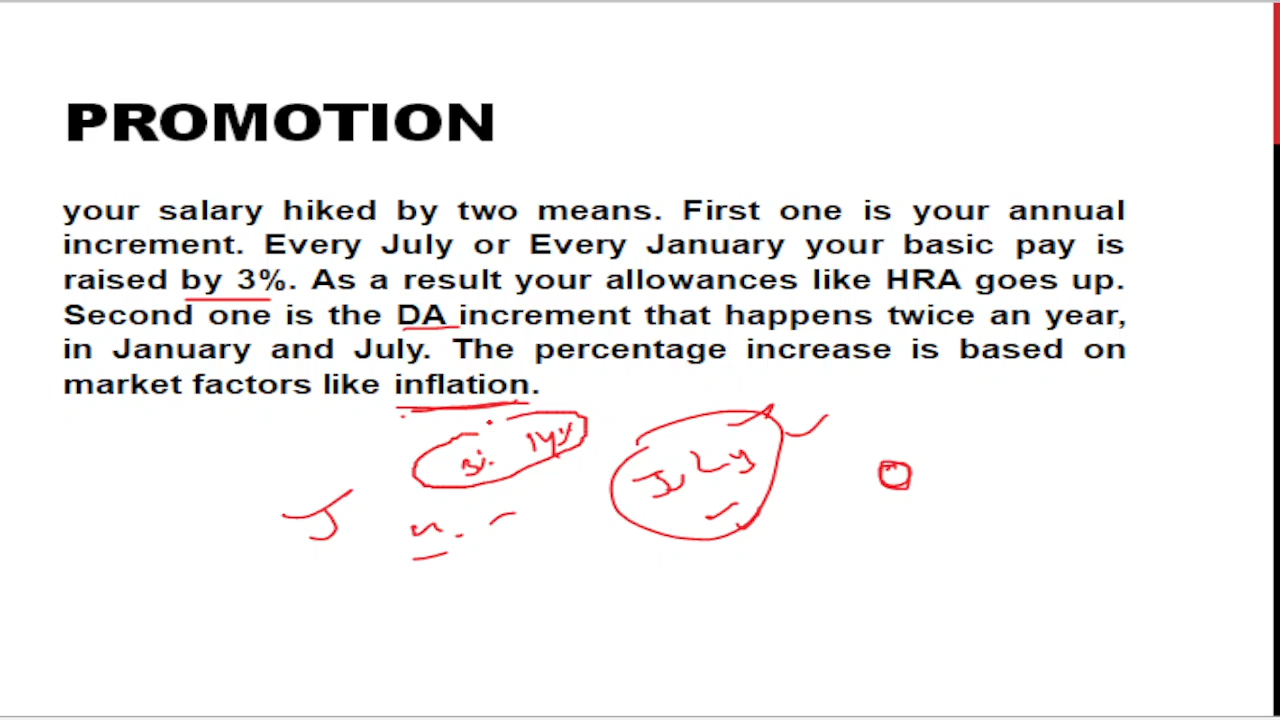 PROMOTION
your salary hiked by two means. First one is your annual
increment. Every July or Every January your basic pay is
raised by 3%. As a result your allowances like HRA goes up.
Second one is the DA increment that happens twice an year,
in January and July. The percentage increase is based on
market factors like inflation.
July